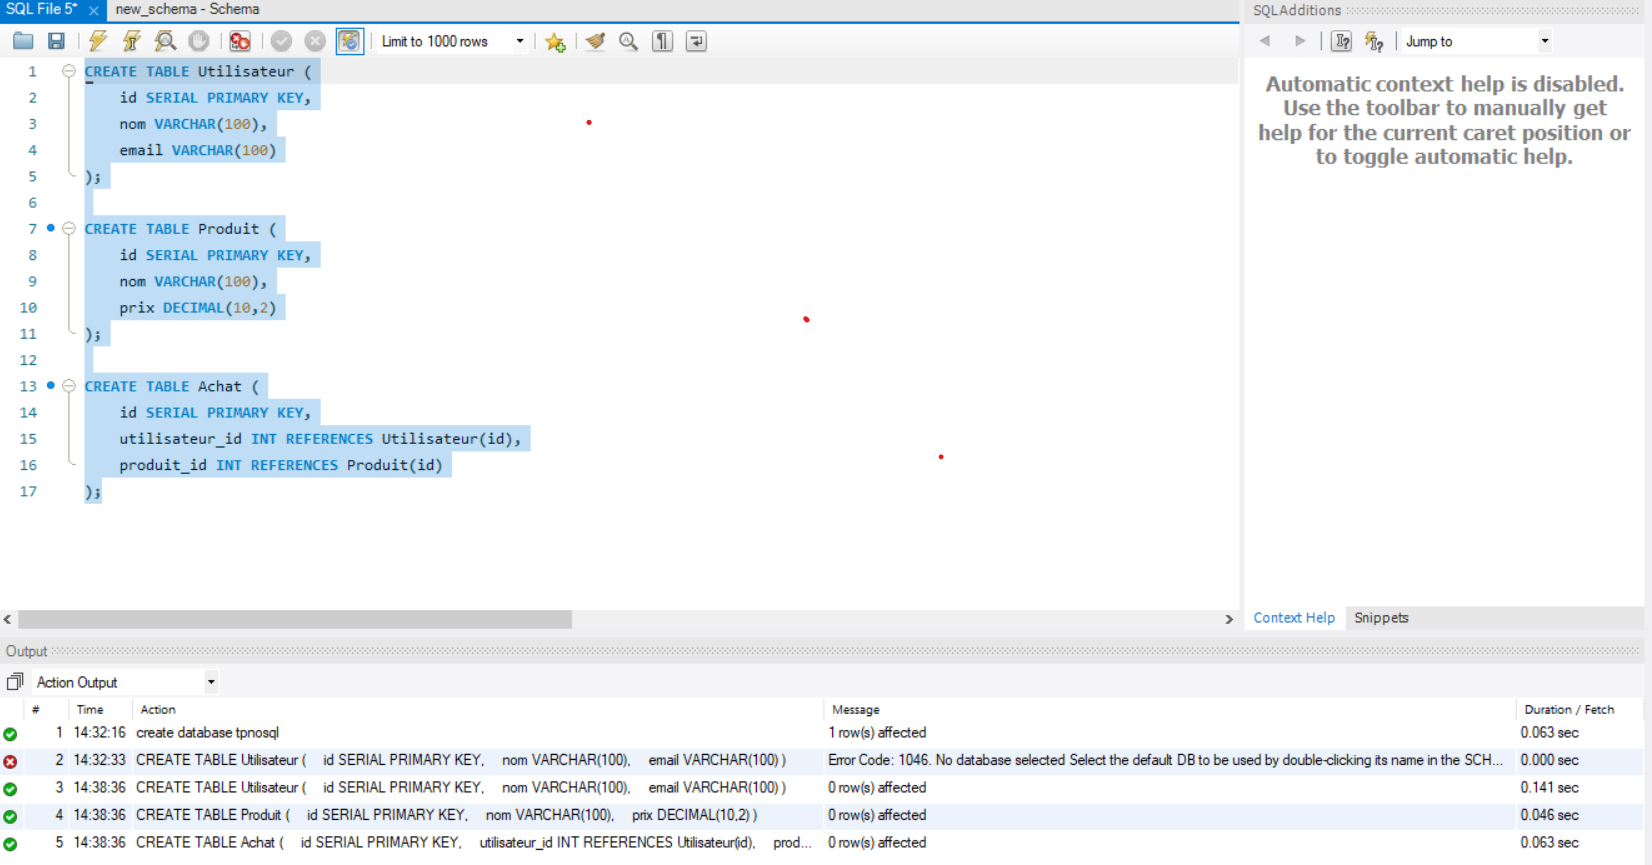 SQL File 5* × new_schema - Schema
SQLAdditions
Limit to 1000 rows
Jump to
1 CREATE TABLE Utilisateur (
2 id SERIAL PRIMARY KEY,
3 nom VARCHAR(100),
4 email VARCHAR(100)
5 );
6
7 CREATE TABLE Produit (
8 id SERIAL PRIMARY KEY,
9 nom VARCHAR(100),
10 prix DECIMAL(10,2)
11 );
12
13 CREATE TABLE Achat (
14 id SERIAL PRIMARY KEY,
15 utilisateur_id INT REFERENCES Utilisateur(id),
16 produit_id INT REFERENCES Produit(id)
17 );
Automatic context help is disabled.
Use the toolbar to manually get
help for the current caret position or
to toggle automatic help.
Context Help Snippets
Output
Action Output
# Time Action Message Duration / Fetch
1 14:32:16 create database tpnosql 1 row(s) affected 0.063 sec
2 14:32:33 CREATE TABLE Utilisateur ( id SERIAL PRIMARY KEY, nom VARCHAR(100), email VARCHAR(100) ) Error Code: 1046. No database selected Select the default DB to be used by double-clicking its name in the SCH... 0.000 sec
3 14:38:36 CREATE TABLE Utilisateur ( id SERIAL PRIMARY KEY, nom VARCHAR(100), email VARCHAR(100) ) 0 row(s) affected 0.141 sec
4 14:38:36 CREATE TABLE Produit ( id SERIAL PRIMARY KEY, nom VARCHAR(100), prix DECIMAL(10,2) ) 0 row(s) affected 0.046 sec
5 14:38:36 CREATE TABLE Achat ( id SERIAL PRIMARY KEY, utilisateur_id INT REFERENCES Utilisateur(id), prod... 0 row(s) affected 0.063 sec